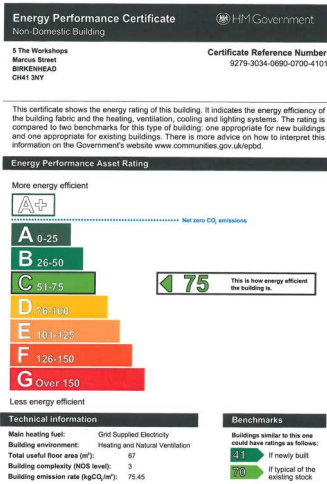 Energy Performance Certificate
Non-Domestic Building
HM Government
5 The Workshops
Marcus Street
BIRKENHEAD
CH41 3NY
Certificate Reference Number
9279-3034-0690-0700-4101
This certificate shows the energy rating of this building. It indicates the energy efficiency of
the building fabric and the heating, ventilation, cooling and lighting systems. The rating is
compared to two benchmarks for this type of building: one appropriate for new buildings
and one appropriate for existing buildings. There is more advice on how to interpret this
information on the Government's website www.communities.gov.uk/epbd.
Energy Performance Asset Rating
More energy efficient
A+
Net zero CO₂ emissions
A 0-25
B 26-50
C 51-75
75
This is how energy efficient
the building is.
D 76-100
E 101-125
F 126-150
G Over 150
Less energy efficient
Technical information
Main heating fuel: Grid Supplied Electricity
Building environment: Heating and Natural Ventilation
Total useful floor area (m²): 67
Building complexity (NOS level): 3
Building emission rate (kgCO₂/m²): 75.45
Benchmarks
Buildings similar to this one
could have ratings as follows:
41 If newly built
70 If typical of the
existing stock